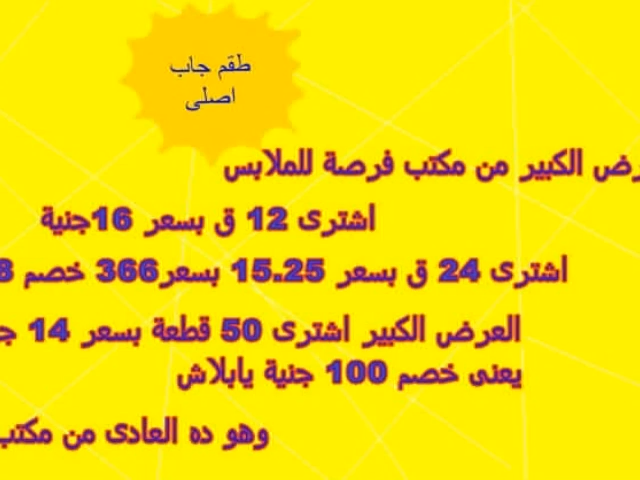 طقم جاب
اصلى
الكبير من مكتب فرصة للملابس
اشترى 12 ق بسعر 16جنية
اشترى 24 ق بسعر 15.25 بسعر366 خصم
العرض الكبير اشترى 50 قطعة بسعر 14
يعنى خصم 100 جنية يابلاش
وهو ده العادى من مكتب